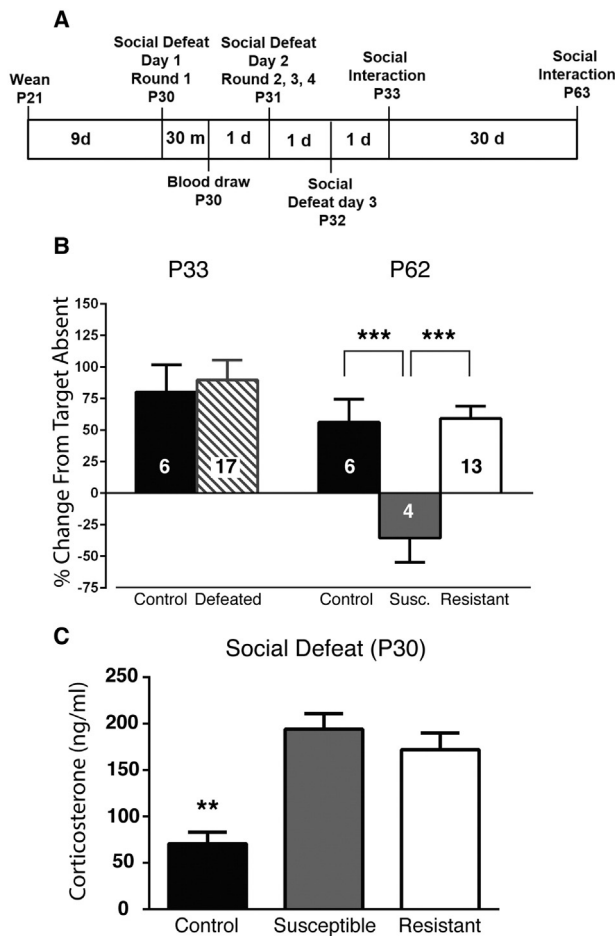 A
Wean
P21
Social Defeat
Day 1
Round 1
P30
Social Defeat
Day 2
Round 2, 3, 4
P31
Social
Interaction
P33
Social
Interaction
P63
9d
30 m
1 d
1 d
1 d
30 d
Blood draw
P30
Social
Defeat day 3
P32
B
P33
P62
% Change From Target Absent
150
125
100
75
50
25
0
-25
-50
-75
***
***
6
17
6
4
13
Control
Defeated
Control
Susc.
Resistant
C
Social Defeat (P30)
Corticosterone (ng/ml)
250
200
150
100
50
0
**
Control
Susceptible
Resistant